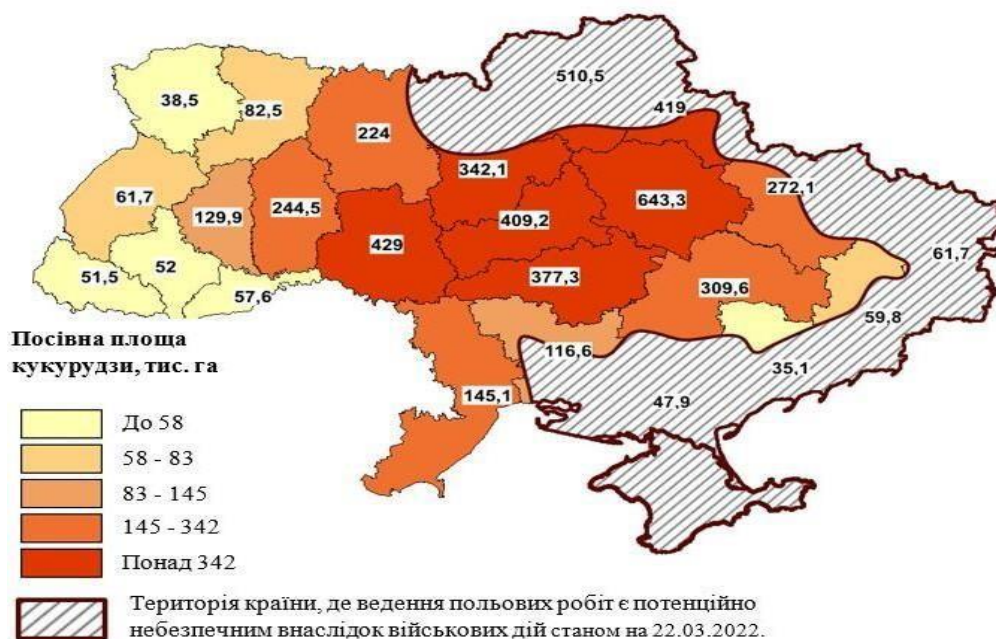 510,5
38,5
82,5
419
224
342,1
272,1
61,7
129,9
244,5
409,2
643,3
429
51,5
52
57,6
377,3
309,6
61,7
59,8
116,6
35,1
145,1
47,9
Посівна площа
кукурудзи, тис. га
До 58
58 - 83
83 - 145
145 - 342
Понад 342
Територія країни, де ведення польових робіт є потенційно
небезпечним внаслідок військових дій станом на 22.03.2022.